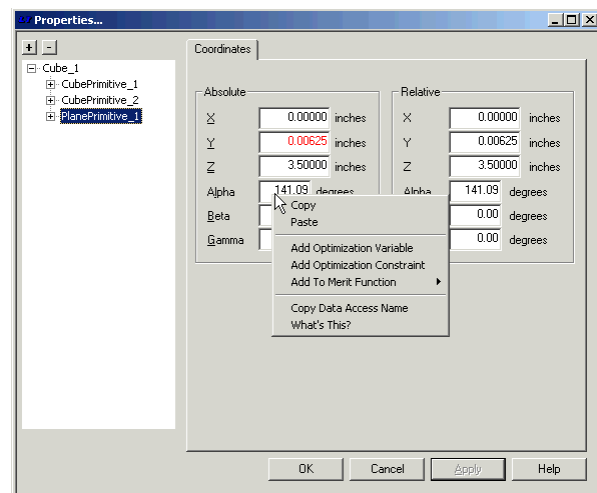 Properties...
+ -
Coordinates
Cube_1
CubePrimitive_1
CubePrimitive_2
PlanePrimitive_1
Absolute
X 0.00000 inches
Y 0.00625 inches
Z 3.50000 inches
Alpha 141.09 degrees
Beta
Gamma
Relative
X 0.00000 inches
Y 0.00625 inches
Z 3.50000 inches
Alpha 141.09 degrees
0.00 degrees
0.00 degrees
Copy
Paste
Add Optimization Variable
Add Optimization Constraint
Add To Merit Function
Copy Data Access Name
What's This?
OK Cancel Apply Help